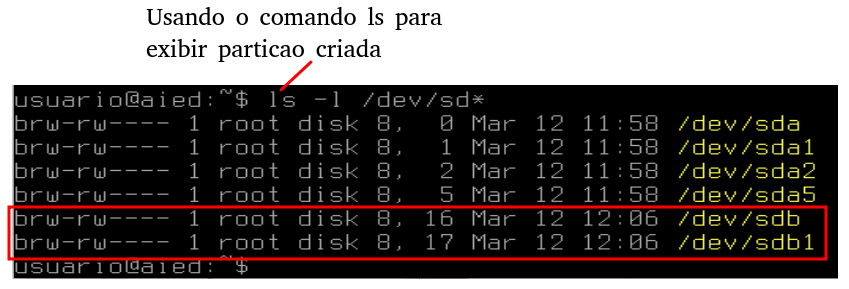 Usando o comando ls para
exibir particao criada
usuario@aied:~$ ls -l /dev/sd*
brw-rw---- 1 root disk 8,  0 Mar 12 11:58 /dev/sda
brw-rw---- 1 root disk 8,  1 Mar 12 11:58 /dev/sda1
brw-rw---- 1 root disk 8,  2 Mar 12 11:58 /dev/sda2
brw-rw---- 1 root disk 8,  5 Mar 12 11:58 /dev/sda5
brw-rw---- 1 root disk 8, 16 Mar 12 12:06 /dev/sdb
brw-rw---- 1 root disk 8, 17 Mar 12 12:06 /dev/sdb1
usuario@aied:~$